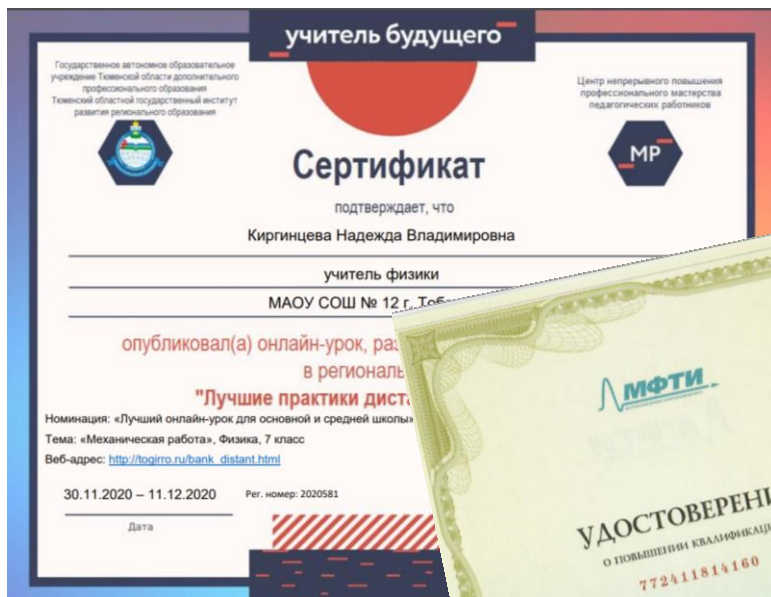 учитель будущего
Государственное автономное образовательное
учреждение Тюменской области дополнительного
профессионального образования
Тюменский областной государственный институт
развития регионального образования
Центр непрерывного повышения
профессионального мастерства
педагогических работников
МР
Сертификат
подтверждает, что
Киргинцева Надежда Владимировна
учитель физики
МАОУ СОШ № 12 г. Тоб
опубликовал(а) онлайн-урок, раз
в региональ
"Лучшие практики диста
Номинация: «Лучший онлайн-урок для основной и средней школы»
Тема: «Механическая работа», Физика, 7 класс
Веб-адрес: http://togirro.ru/bank_distant.html
30.11.2020 – 11.12.2020
Рег. номер: 2020581
Дата
МФТИ
УДОСТОВЕРЕНИ
О ПОВЫШЕНИИ КВАЛИФИКАЦИ
772411814160